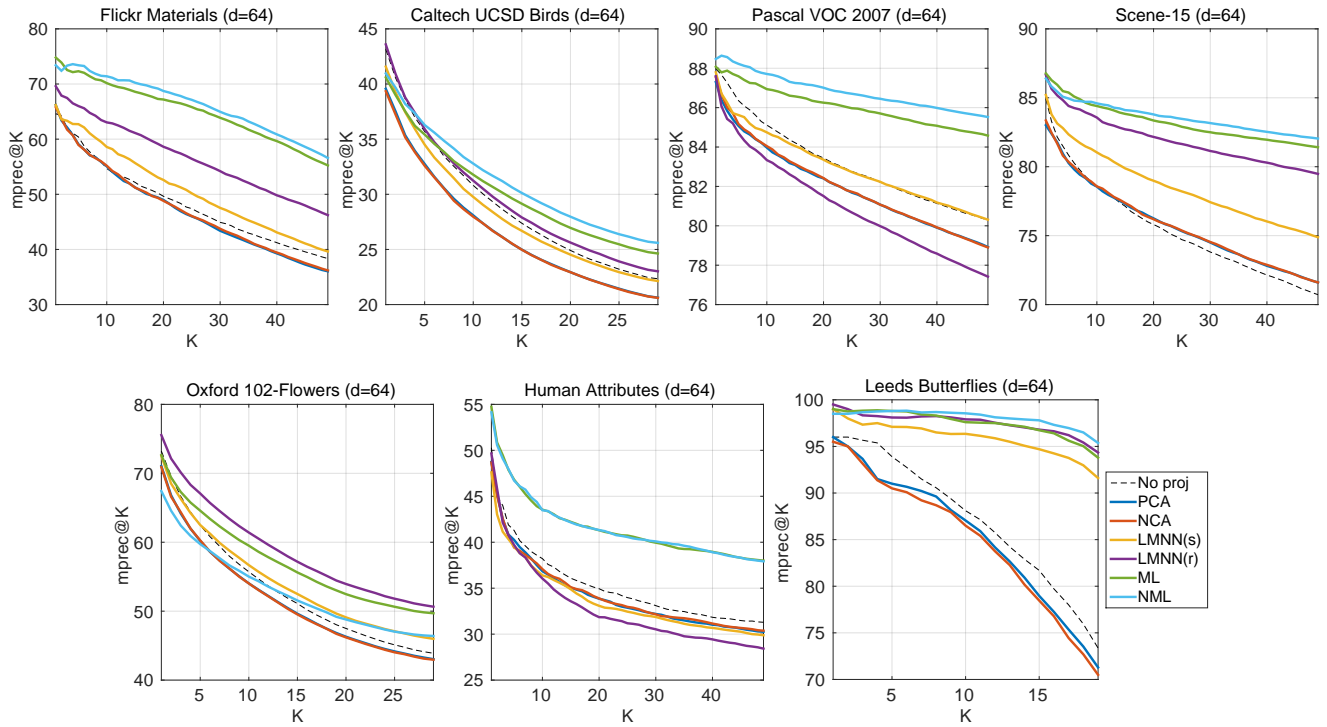 Flickr Materials (d=64)
80
70
60
50
40
30
mprec@K
10
20
30
40
K
Caltech UCSD Birds (d=64)
45
40
35
30
25
20
mprec@K
5
10
15
20
25
K
Pascal VOC 2007 (d=64)
90
88
86
84
82
80
78
76
mprec@K
10
20
30
40
K
Scene-15 (d=64)
90
85
80
75
70
mprec@K
10
20
30
40
K
Oxford 102-Flowers (d=64)
80
70
60
50
40
mprec@K
5
10
15
20
25
K
Human Attributes (d=64)
55
50
45
40
35
30
25
mprec@K
10
20
30
40
K
Leeds Butterflies (d=64)
100
95
90
85
80
75
70
mprec@K
5
10
15
K
No proj
PCA
NCA
LMNN(s)
LMNN(r)
ML
NML